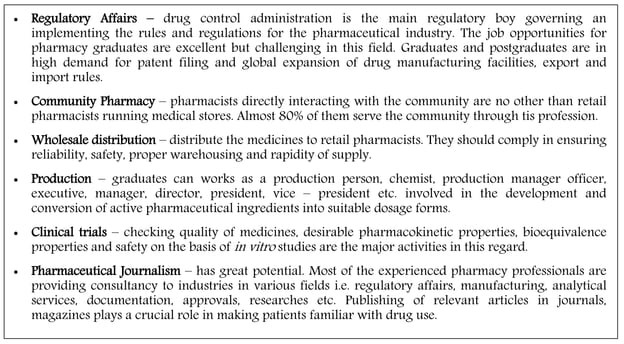 • Regulatory Affairs – drug control administration is the main regulatory boy governing an
implementing the rules and regulations for the pharmaceutical industry. The job opportunities for
pharmacy graduates are excellent but challenging in this field. Graduates and postgraduates are in
high demand for patent filing and global expansion of drug manufacturing facilities, export and
import rules.
• Community Pharmacy – pharmacists directly interacting with the community are no other than retail
pharmacists running medical stores. Almost 80% of them serve the community through tis profession.
• Wholesale distribution – distribute the medicines to retail pharmacists. They should comply in ensuring
reliability, safety, proper warehousing and rapidity of supply.
• Production – graduates can works as a production person, chemist, production manager officer,
executive, manager, director, president, vice – president etc. involved in the development and
conversion of active pharmaceutical ingredients into suitable dosage forms.
• Clinical trials – checking quality of medicines, desirable pharmacokinetic properties, bioequivalence
properties and safety on the basis of in vitro studies are the major activities in this regard.
• Pharmaceutical Journalism – has great potential. Most of the experienced pharmacy professionals are
providing consultancy to industries in various fields i.e. regulatory affairs, manufacturing, analytical
services, documentation, approvals, researches etc. Publishing of relevant articles in journals,
magazines plays a crucial role in making patients familiar with drug use.